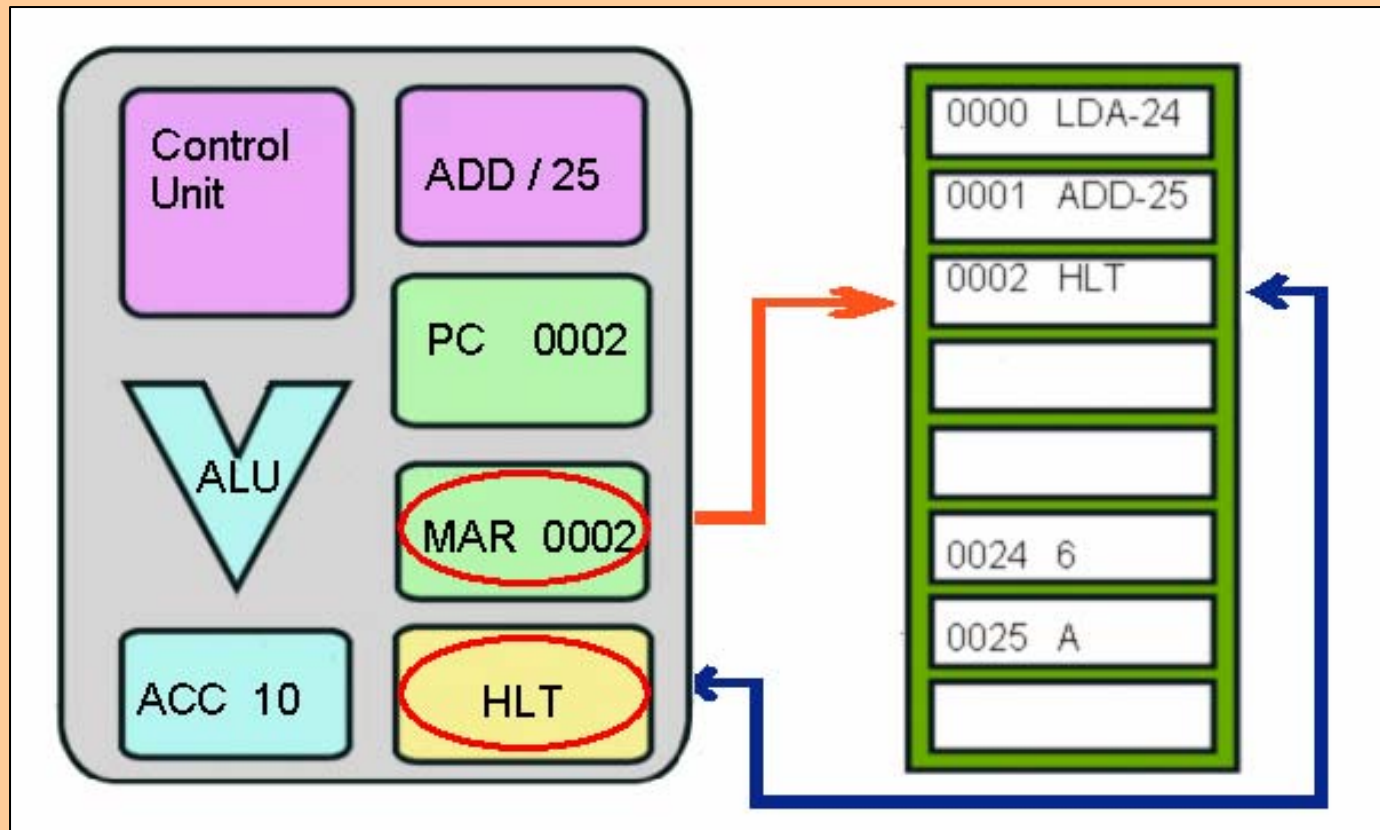 Control
Unit
ADD / 25
PC 0002
ALU
MAR 0002
ACC 10
HLT
0000 LDA-24
0001 ADD-25
0002 HLT
0024 6
0025 A